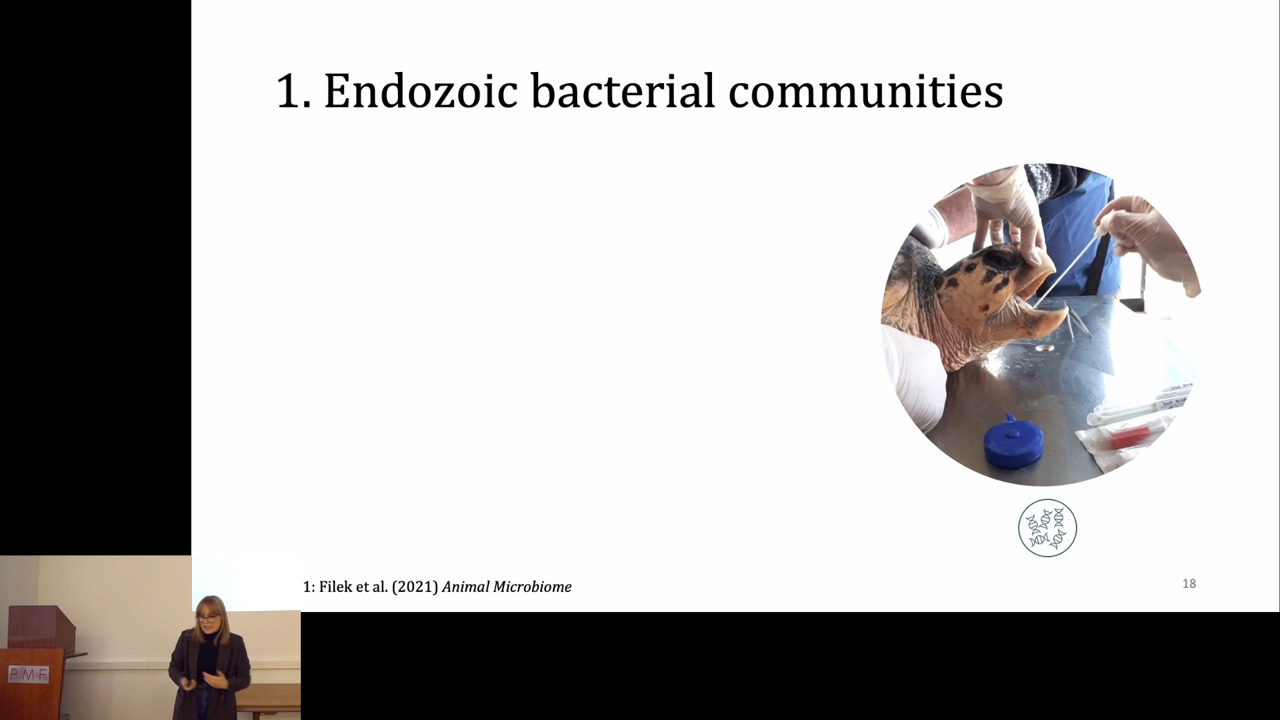 1. Endozoic bacterial communities
1: Filek et al. (2021) Animal Microbiome
18
PMF